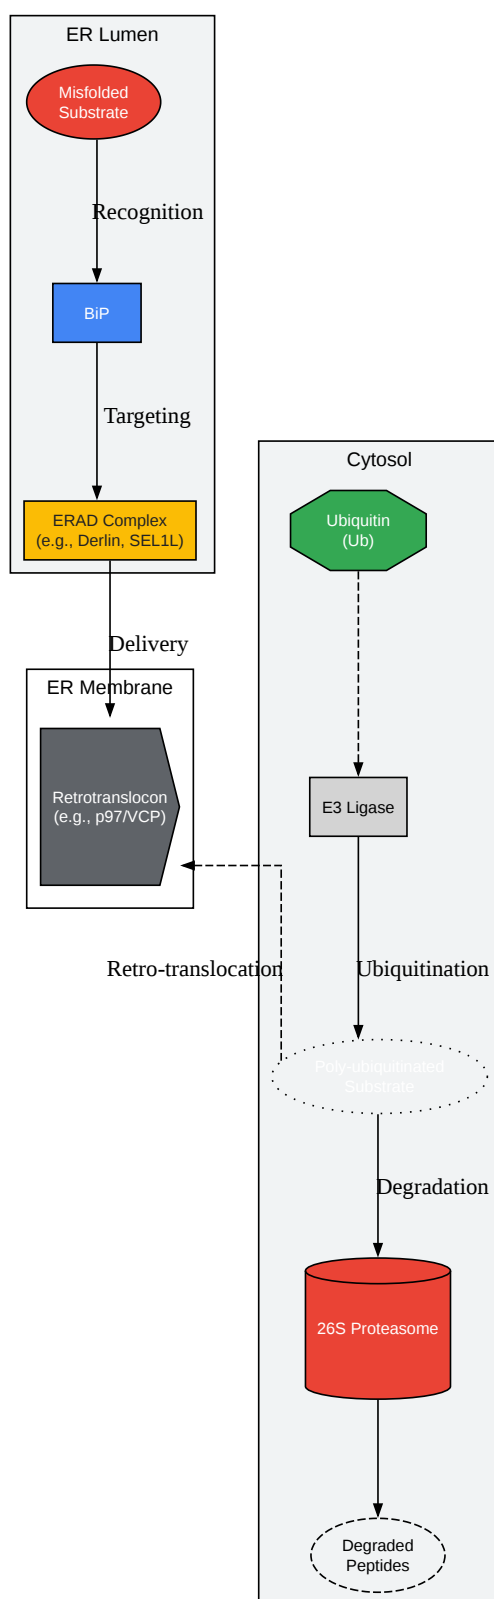 ER Lumen
Misfolded
Substrate
Recognition
BiP
Targeting
ERAD Complex
(e.g., Derlin, SEL1L)
Delivery
ER Membrane
Retrotranslocon
(e.g., p97/VCP)
Retro-translocation
Cytosol
Ubiquitin
(Ub)
E3 Ligase
Ubiquitination
Poly-ubiquitinated
Substrate
Degradation
26S Proteasome
Degraded
Peptides